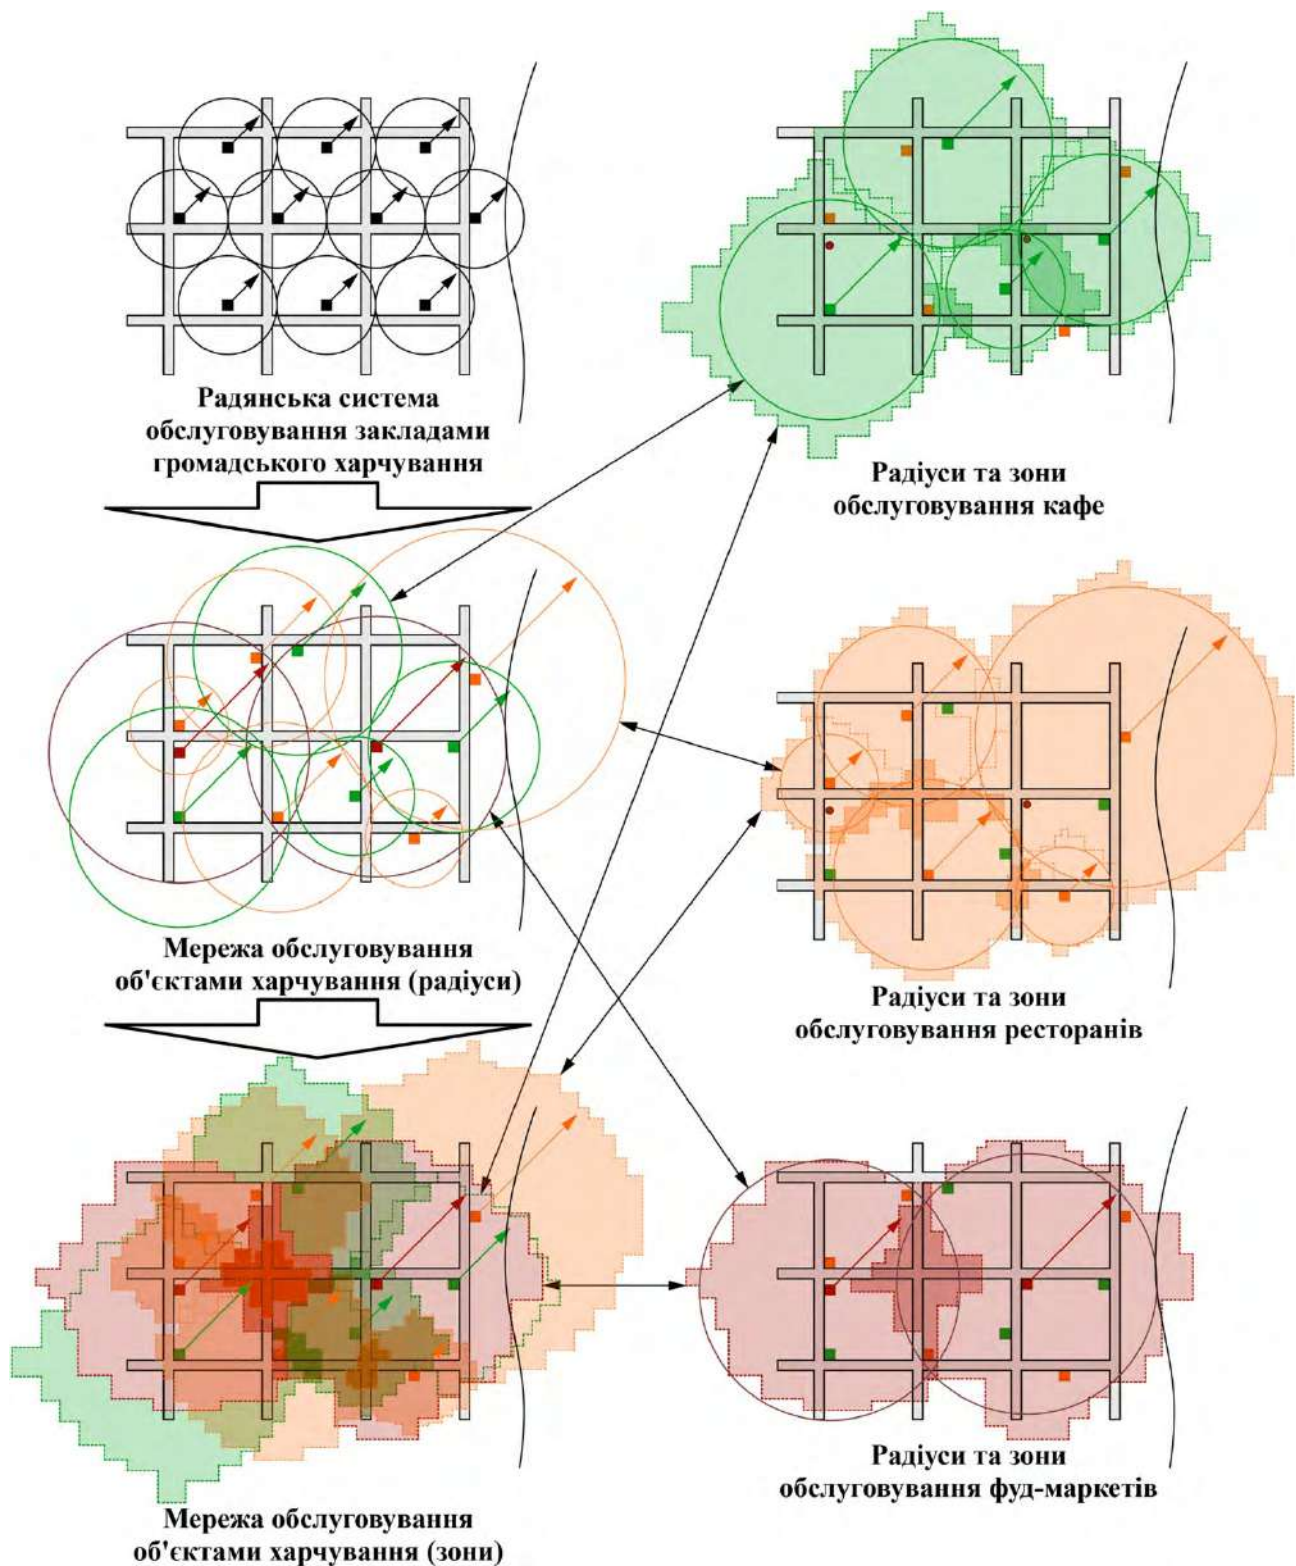 Радянська система
обслуговування закладами
громадського харчування
Радіуси та зони
обслуговування кафе
Мережа обслуговування
об'єктами харчування (радіуси)
Радіуси та зони
обслуговування ресторанів
Мережа обслуговування
об'єктами харчування (зони)
Радіуси та зони
обслуговування фуд-маркетів